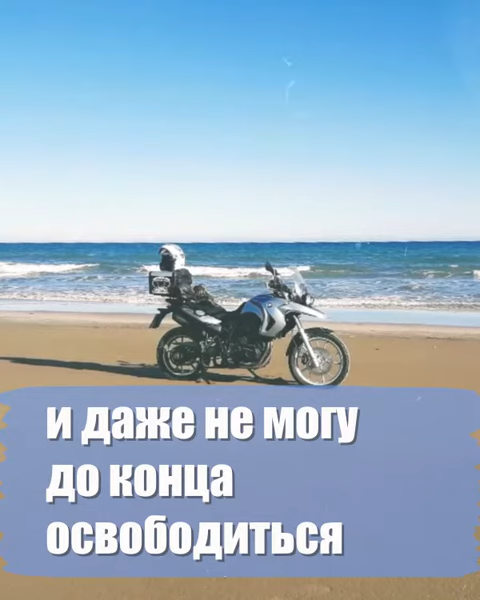 и даже не могу
до конца
освободиться